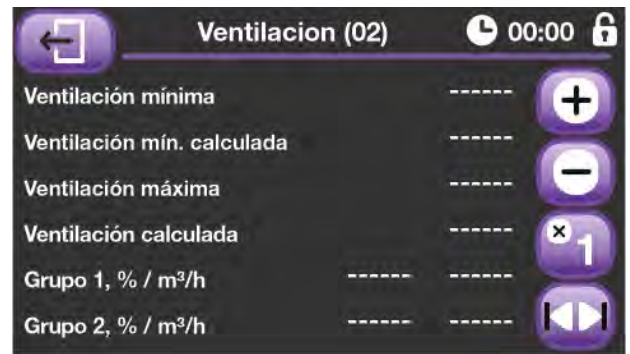 Ventilacion (02) 00:00
Ventilación mínima ------
Ventilación mín. calculada ------
Ventilación máxima ------
Ventilación calculada ------
Grupo 1, % / m³/h ------ ------
Grupo 2, % / m³/h ------ ------
+
−
×1